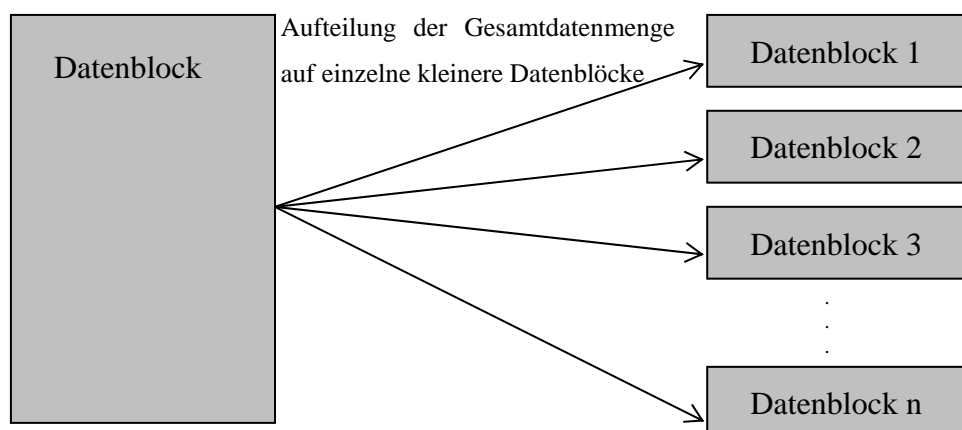 Datenblock
Aufteilung der Gesamtdatenmenge
auf einzelne kleinere Datenblöcke
Datenblock 1
Datenblock 2
Datenblock 3
.
.
.
Datenblock n